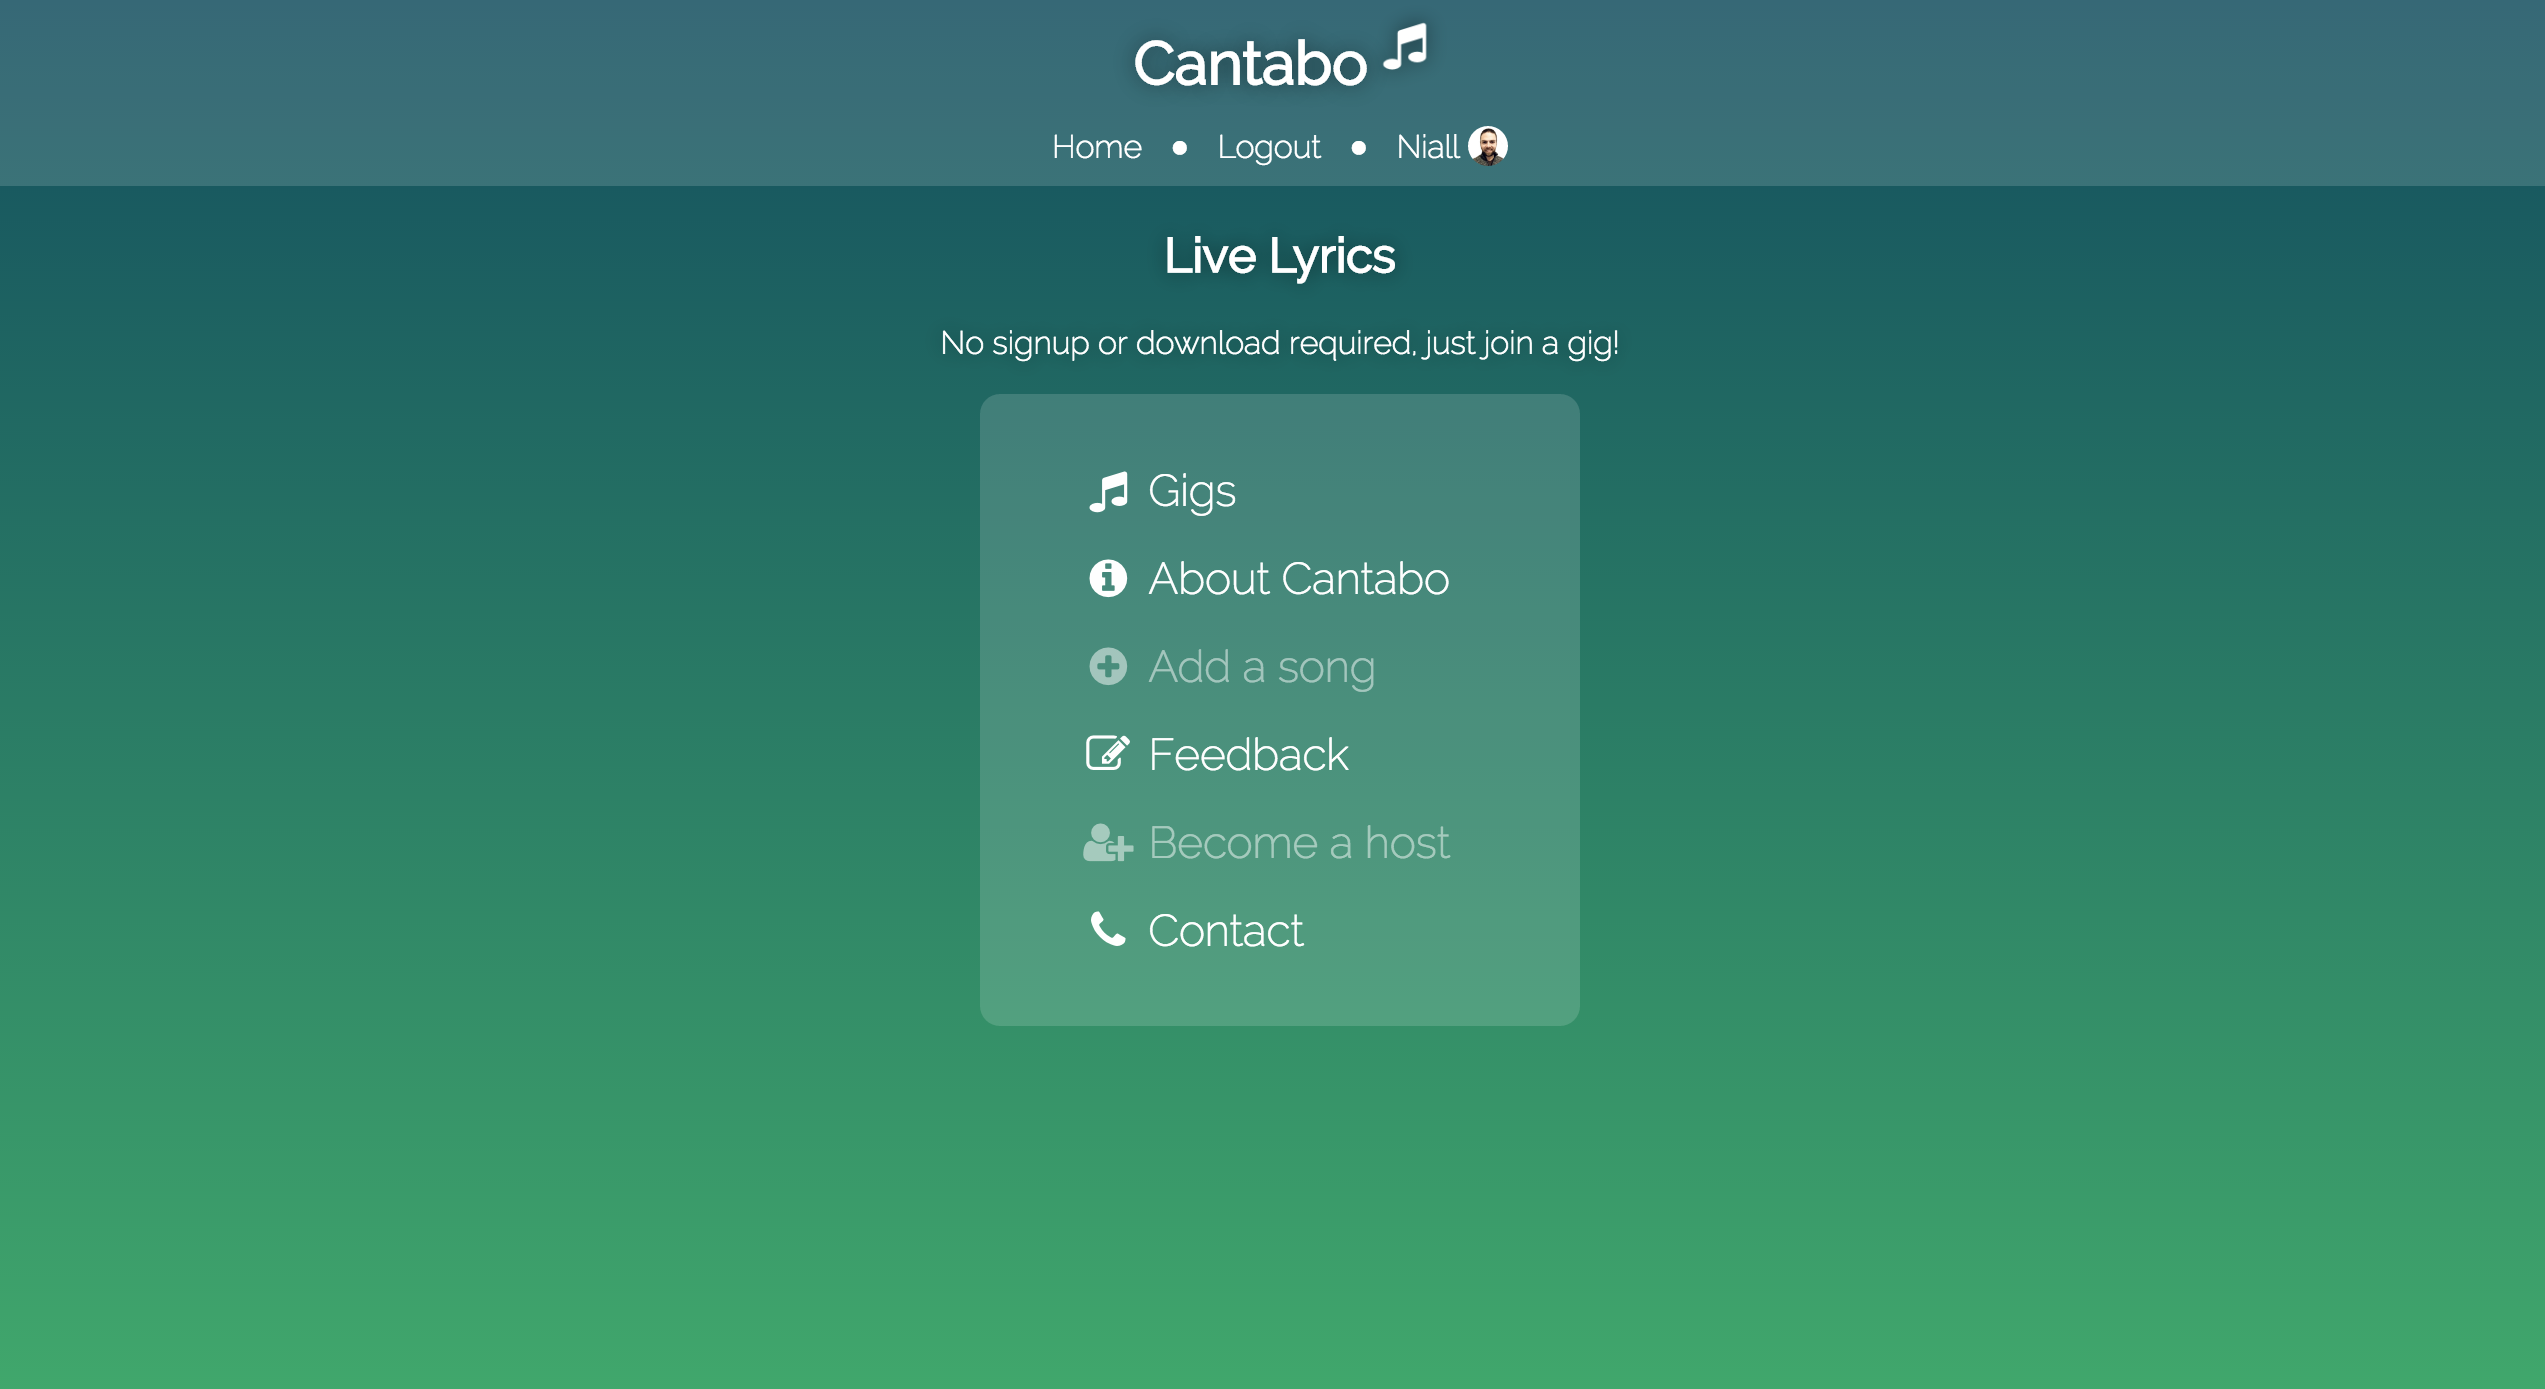 Cantabo
Home • Logout • Niall
Live Lyrics
No signup or download required, just join a gig!
Gigs
About Cantabo
Add a song
Feedback
Become a host
Contact